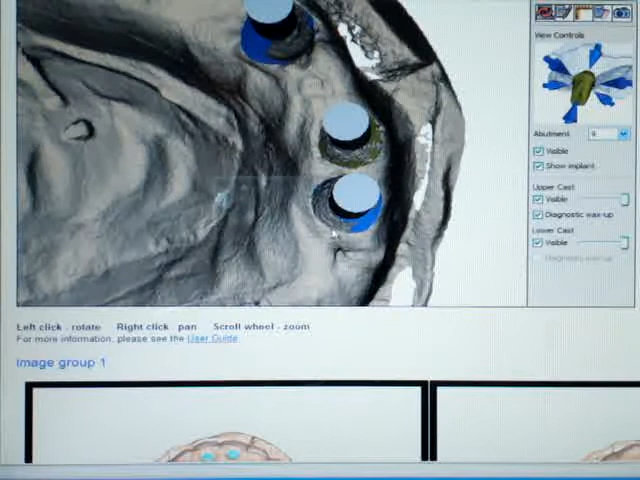 View Controls
Abutment 9
Visible
Show implant
Upper Cast
Visible
Diagnostic wax-up
Lower Cast
Visible
Diagnostic wax-up
Left click - rotate Right click - pan Scroll wheel - zoom
For more information, please see the User Guide
Image group 1